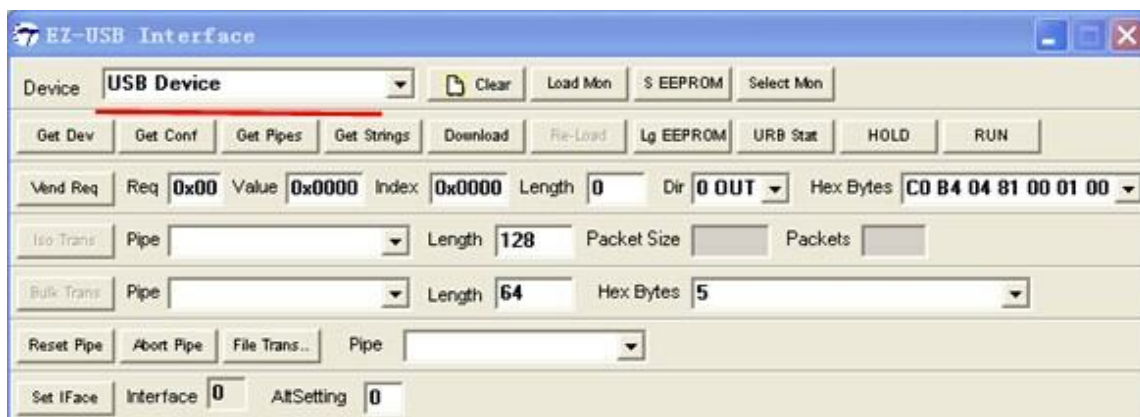 EZ-USB Interface
Device USB Device Clear Load Mon S EEPROM Select Mon
Get Dev Get Conf Get Pipes Get Strings Download Re-Load Lg EEPROM URB Stat HOLD RUN
Vend Req Req 0x00 Value 0x0000 Index 0x0000 Length 0 Dir 0 OUT Hex Bytes C0 B4 04 81 00 01 00
Iso Trans Pipe Length 128 Packet Size Packets
Bulk Trans Pipe Length 64 Hex Bytes 5
Reset Pipe Abort Pipe File Trans.. Pipe
Set IFace Interface 0 AltSetting 0